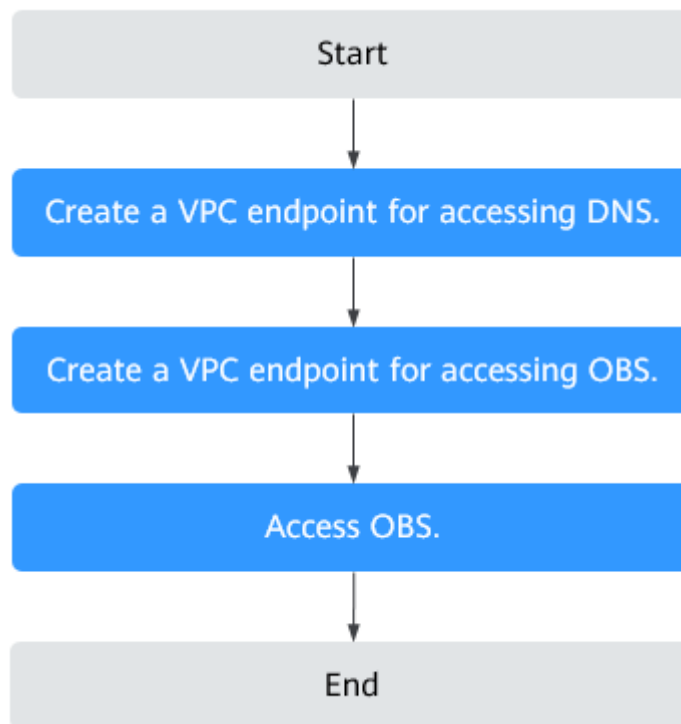 Start
Create a VPC endpoint for accessing DNS.
Create a VPC endpoint for accessing OBS.
Access OBS.
End